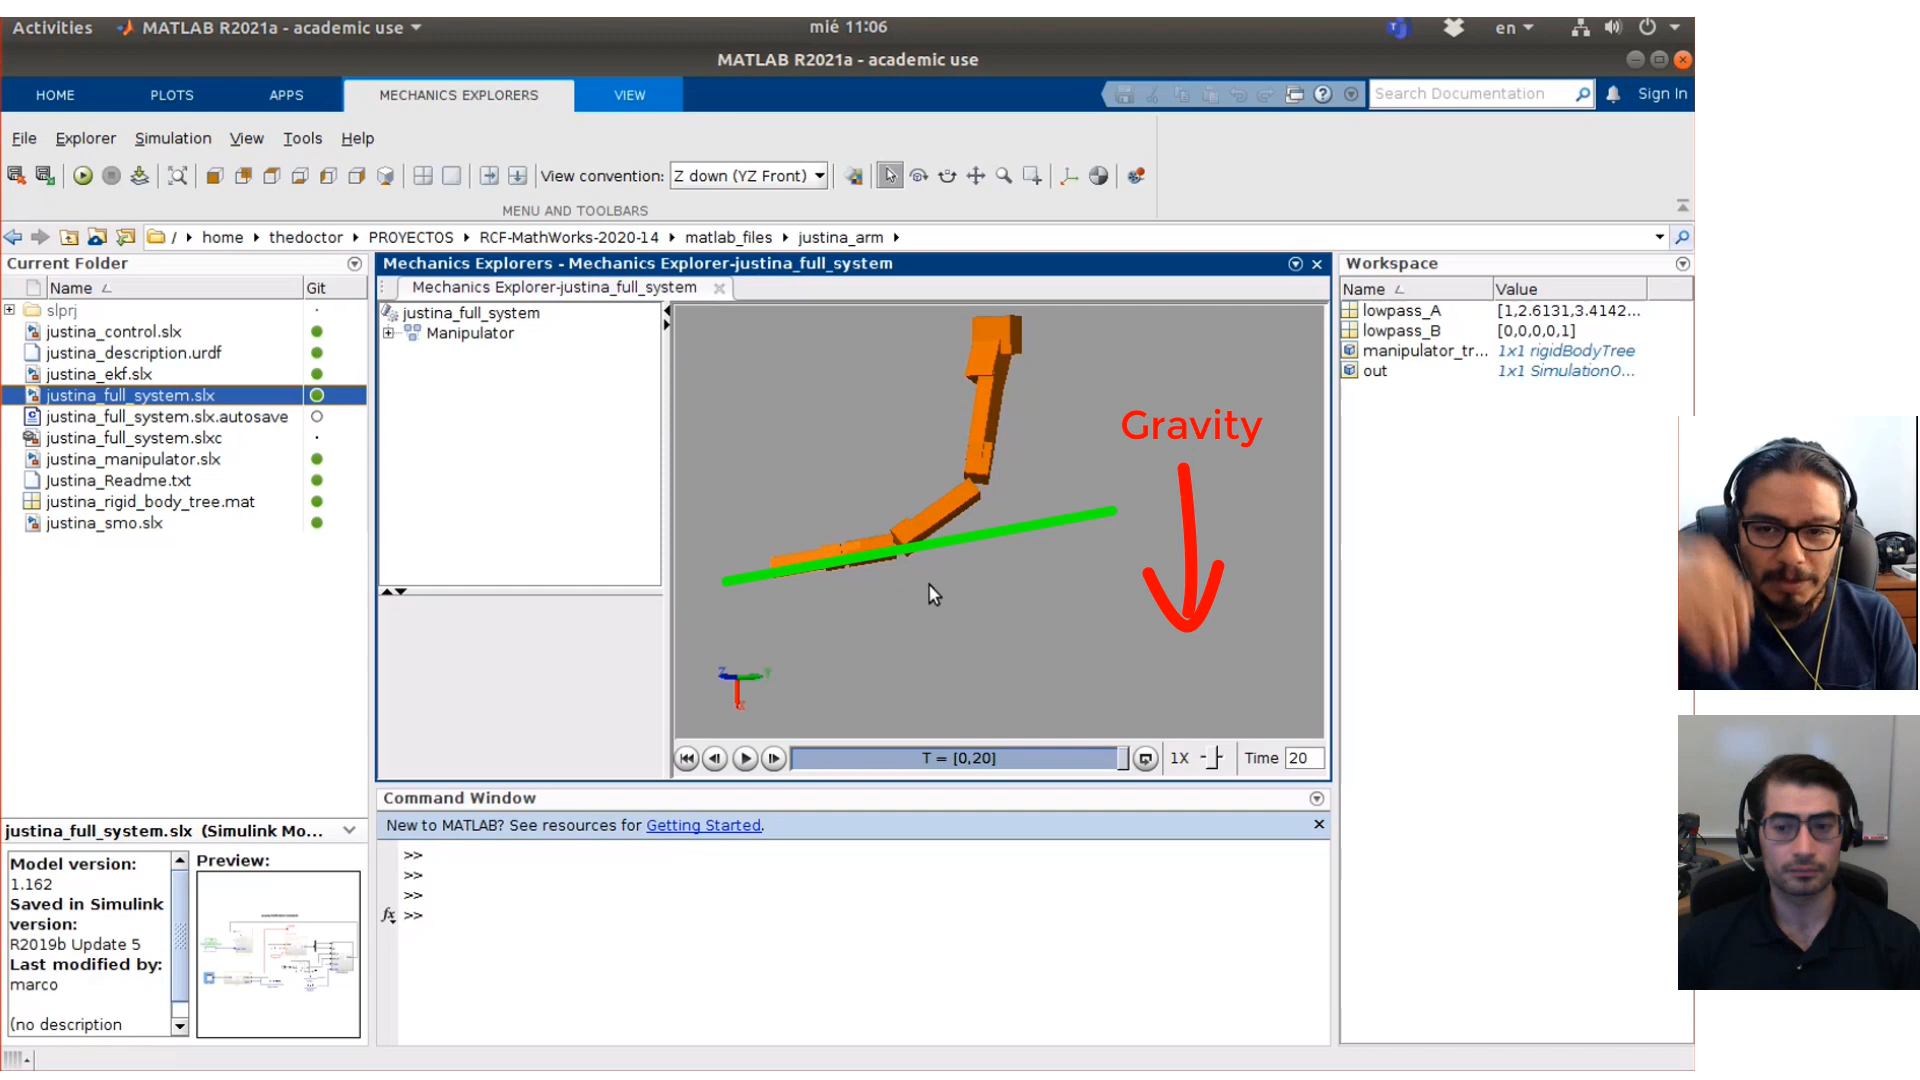 Activities MATLAB R2021a - academic use mié 11:06 en
MATLAB R2021a - academic use
HOME PLOTS APPS MECHANICS EXPLORERS VIEW Search Documentation Sign In
File Explorer Simulation View Tools Help
View convention: Z down (YZ Front)
MENU AND TOOLBARS
/ home thedoctor PROYECTOS RCF-MathWorks-2020-14 matlab_files justina_arm
Current Folder
Name Git
slprj
justina_control.slx
justina_description.urdf
justina_ekf.slx
justina_full_system.slx
justina_full_system.slx.autosave
justina_full_system.slxc
justina_manipulator.slx
justina_Readme.txt
justina_rigid_body_tree.mat
justina_smo.slx
justina_full_system.slx (Simulink Mo...
Model version:
1.162
Saved in Simulink
version:
R2019b Update 5
Last modified by:
marco
(no description
Preview:
Mechanics Explorers - Mechanics Explorer-justina_full_system
Mechanics Explorer-justina_full_system
justina_full_system
Manipulator
Gravity
Z Y
X
T = [0,20] 1X Time 20
Command Window
New to MATLAB? See resources for Getting Started.
>>
>>
>>
fx >>
Workspace
Name Value
lowpass_A [1,2.6131,3.4142...
lowpass_B [0,0,0,0,1]
manipulator_tr... 1x1 rigidBodyTree
out 1x1 SimulationO...